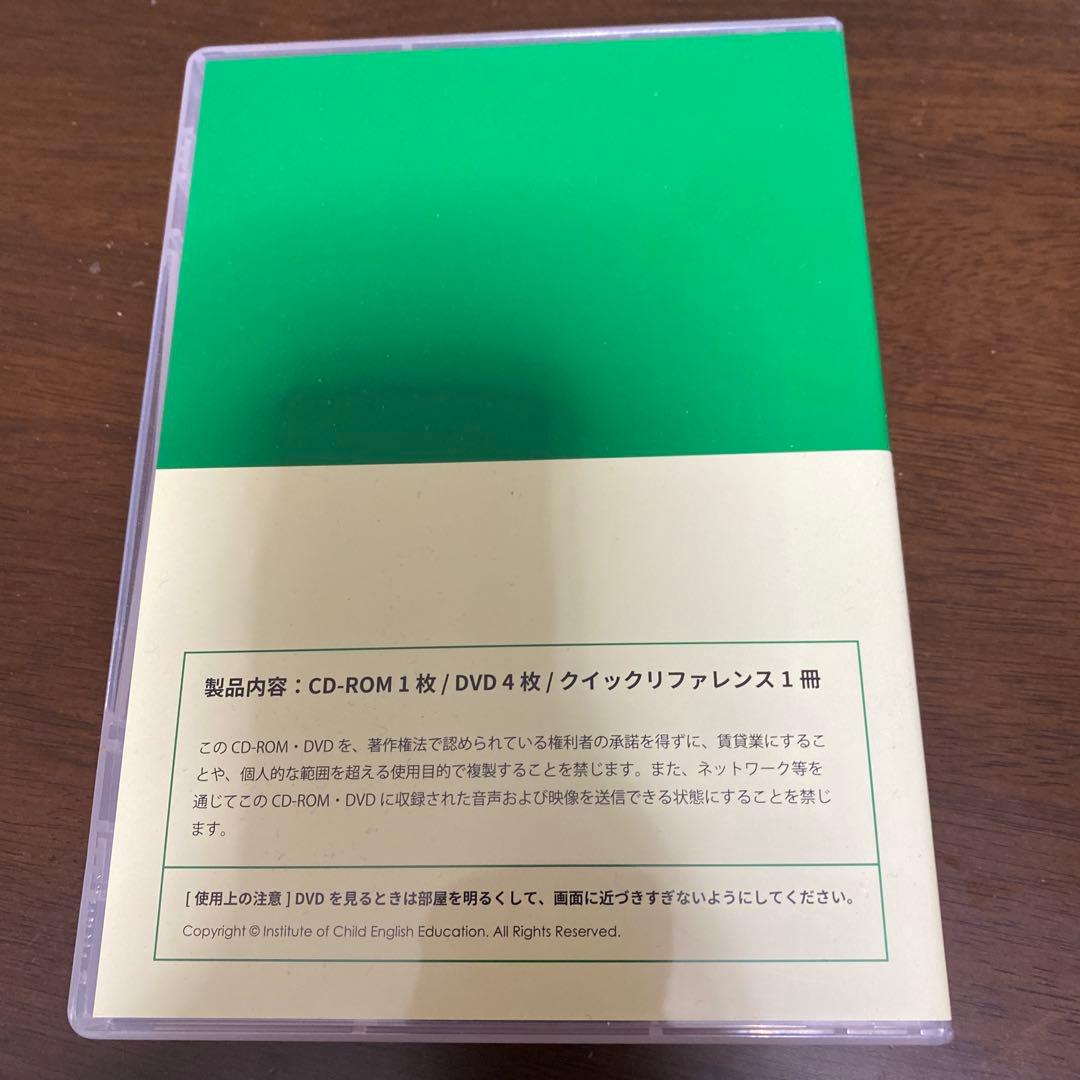 製品内容：CD-ROM 1 枚 / DVD 4 枚 / クイックリファレンス 1 冊
この CD-ROM・DVD を、著作権法で認められている権利者の承諾を得ずに、賃貸業にするこ
とや、個人的な範囲を超える使用目的で複製することを禁じます。また、ネットワーク等を
通じてこの CD-ROM・DVD に収録された音声および映像を送信できる状態にすることを禁じ
ます。
[ 使用上の注意 ] DVD を見るときは部屋を明るくして、画面に近づきすぎないようにしてください。
Copyright © Institute of Child English Education. All Rights Reserved.